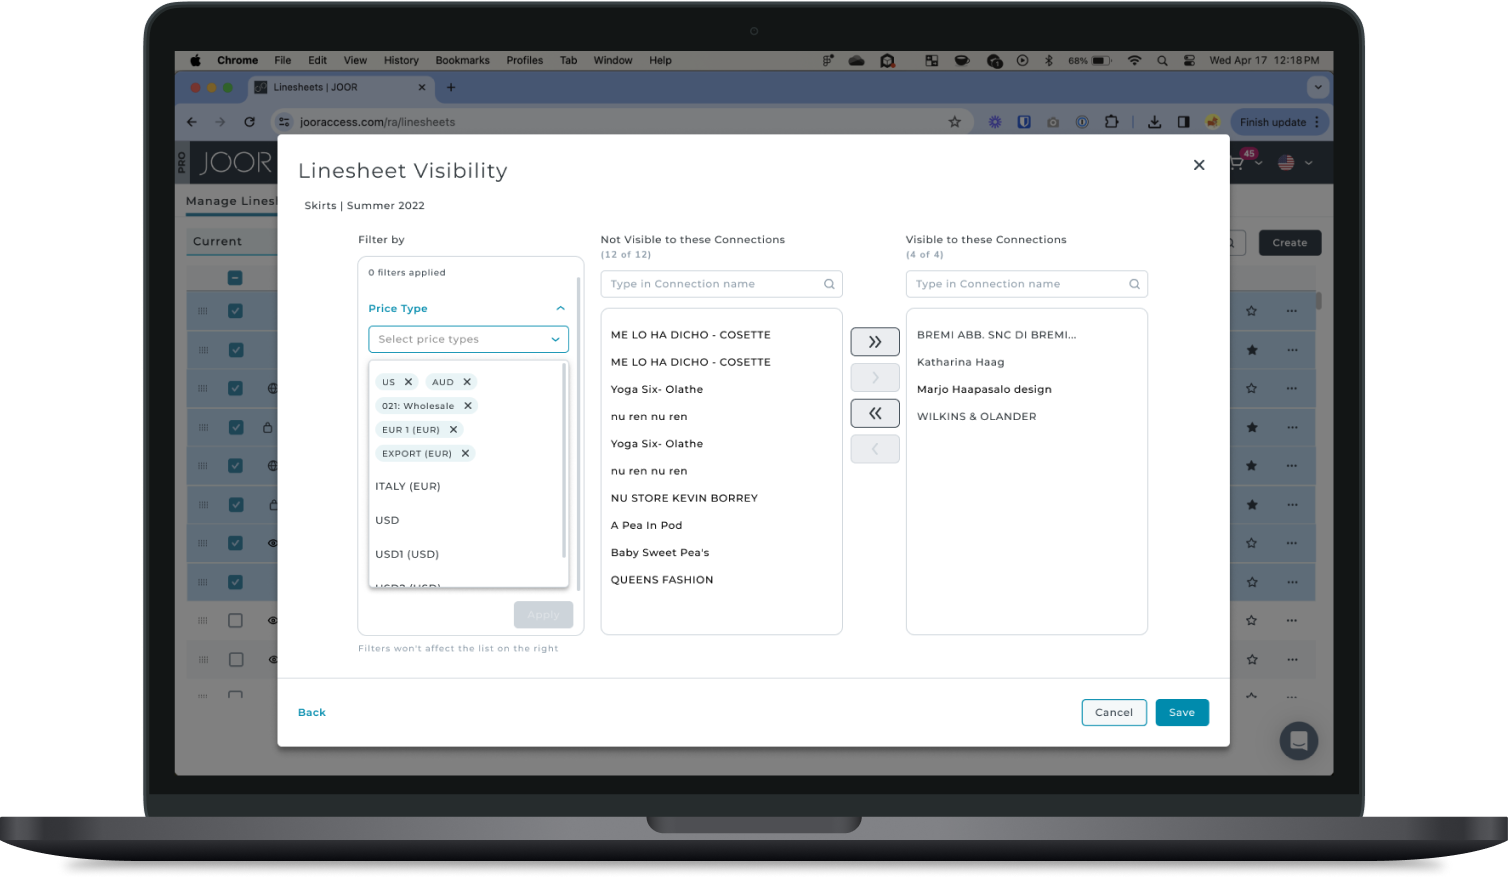 Chrome File Edit View History Bookmarks Profiles Tab Window Help 68% Wed Apr 17 12:18 PM
Linesheets | JOOR
jooraccess.com/ra/linesheets
Finish update
PRO JOOR
45
Manage Linesh
Current
Create
Linesheet Visibility
Skirts | Summer 2022
Filter by
0 filters applied
Price Type
Select price types
US
AUD
021: Wholesale
EUR 1 (EUR)
EXPORT (EUR)
ITALY (EUR)
USD
USD1 (USD)
USD2 (USD)
Apply
Filters won't affect the list on the right
Not Visible to these Connections
(12 of 12)
Type in Connection name
ME LO HA DICHO - COSETTE
ME LO HA DICHO - COSETTE
Yoga Six- Olathe
nu ren nu ren
Yoga Six- Olathe
nu ren nu ren
NU STORE KEVIN BORREY
A Pea In Pod
Baby Sweet Pea's
QUEENS FASHION
Visible to these Connections
(4 of 4)
Type in Connection name
BREMI ABB. SNC DI BREMI...
Katharina Haag
Marjo Haapasalo design
WILKINS & OLANDER
Back
Cancel
Save